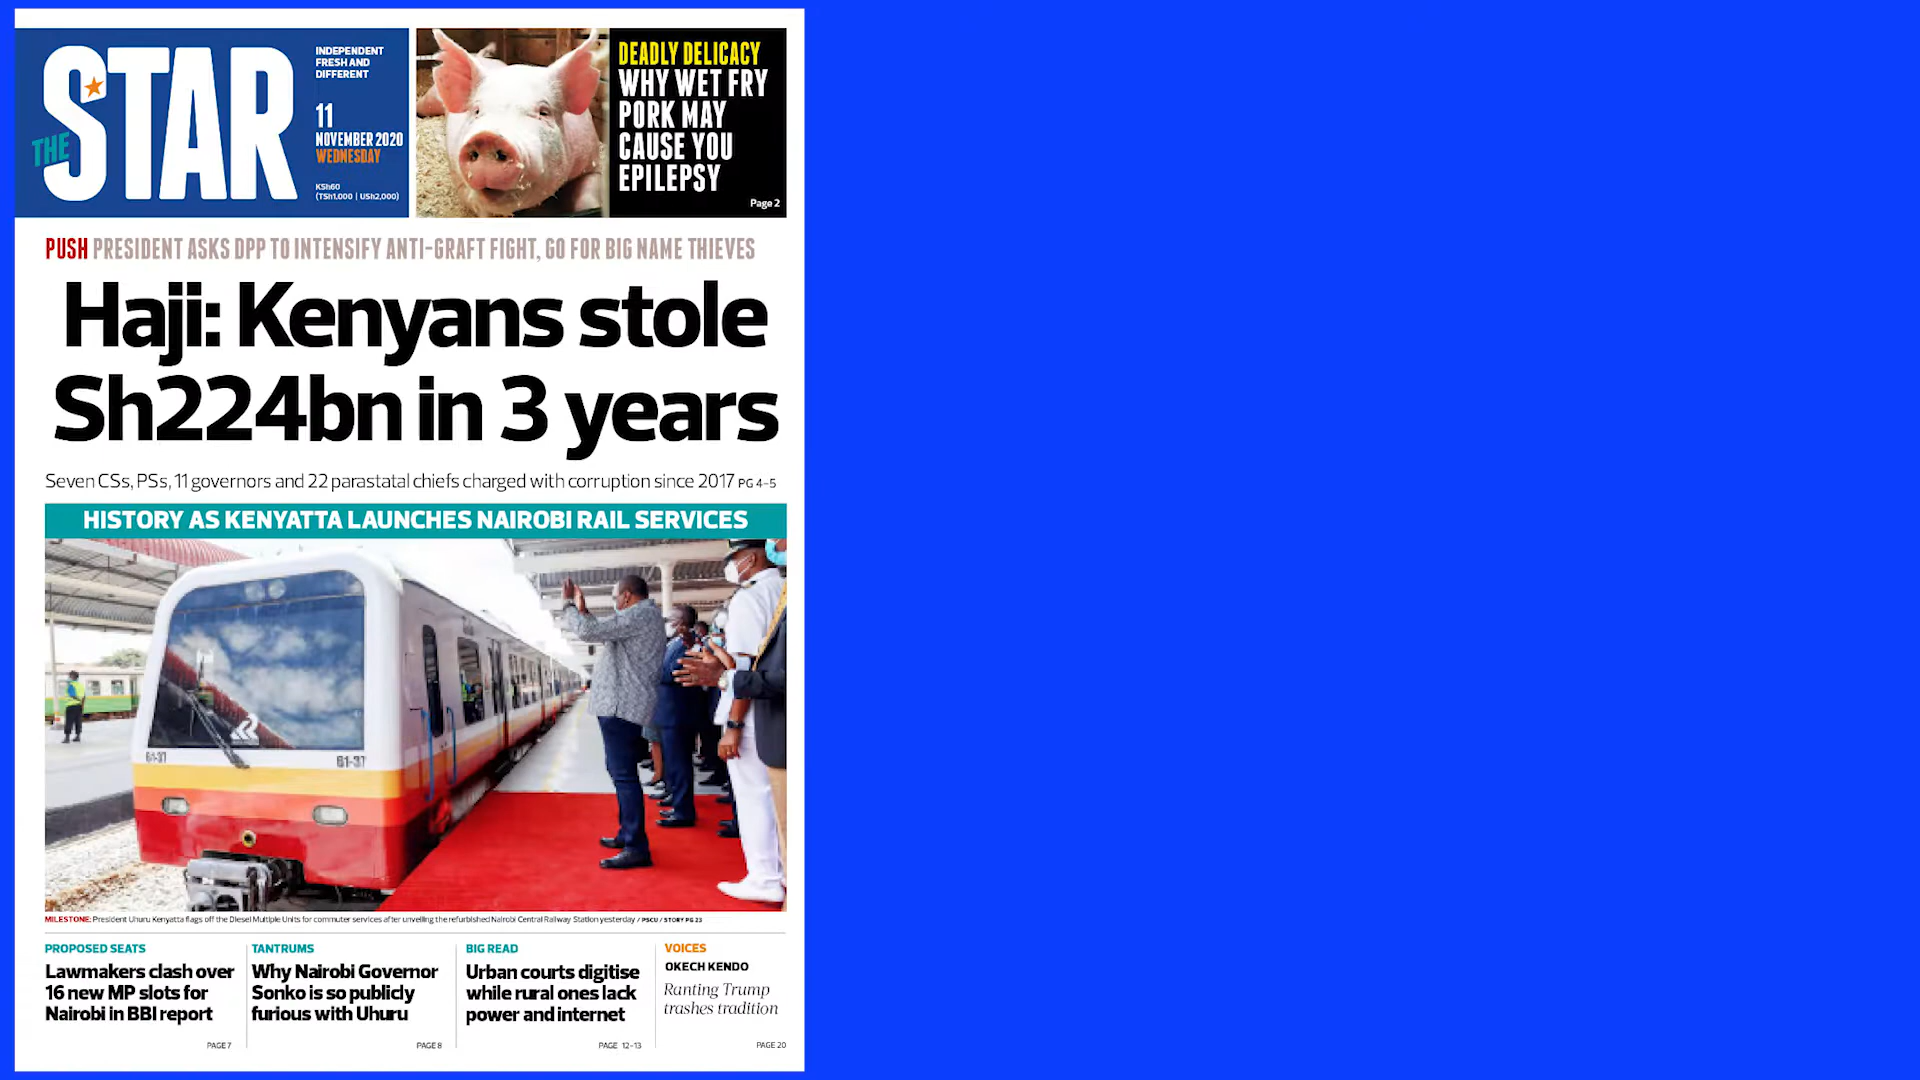 THE STAR
INDEPENDENT
FRESH AND
DIFFERENT
11
NOVEMBER 2020
WEDNESDAY
KSh60
(TSh1,000 | USh2,000)
DEADLY DELICACY
WHY WET FRY
PORK MAY
CAUSE YOU
EPILEPSY
Page 2
PUSH PRESIDENT ASKS DPP TO INTENSIFY ANTI-GRAFT FIGHT, GO FOR BIG NAME THIEVES
Haji: Kenyans stole
Sh224bn in 3 years
Seven CSs, PSs, 11 governors and 22 parastatal chiefs charged with corruption since 2017 PG 4-5
HISTORY AS KENYATTA LAUNCHES NAIROBI RAIL SERVICES
61-37 61-37
MILESTONE: President Uhuru Kenyatta flags off the Diesel Multiple Units for commuter services after unveiling the refurbished Nairobi Central Railway Station yesterday / PSCU / STORY PG 23
PROPOSED SEATS
Lawmakers clash over
16 new MP slots for
Nairobi in BBI report
PAGE 7
TANTRUMS
Why Nairobi Governor
Sonko is so publicly
furious with Uhuru
PAGE 8
BIG READ
Urban courts digitise
while rural ones lack
power and internet
PAGE 12-13
VOICES
OKECH KENDO
Ranting Trump
trashes tradition
PAGE 20